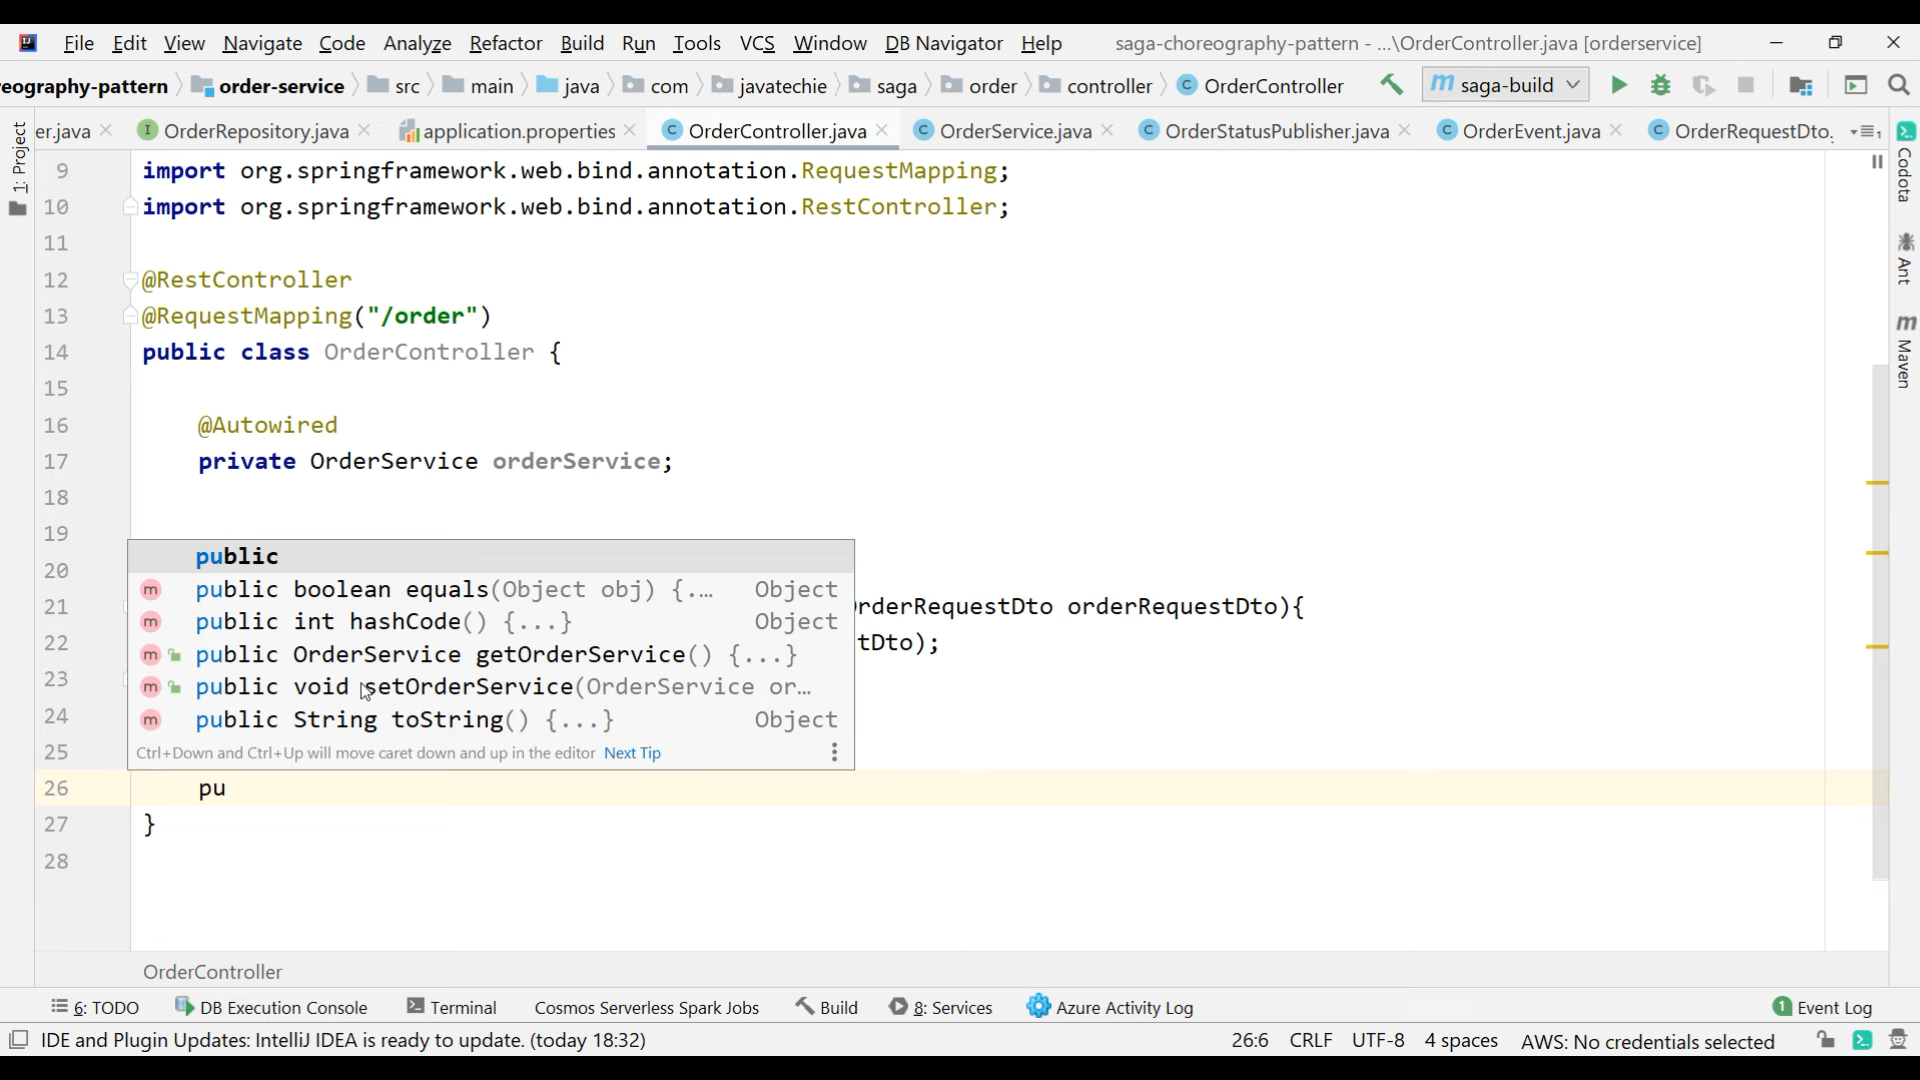 File Edit View Navigate Code Analyze Refactor Build Run Tools VCS Window DB Navigator Help saga-choreography-pattern - ...\OrderController.java [orderservice]
eography-pattern order-service src main java com javatechie saga order controller OrderController saga-build
er.java OrderRepository.java application.properties OrderController.java OrderService.java OrderStatusPublisher.java OrderEvent.java OrderRequestDto.
1: Project
Codota
Ant
Maven
9 import org.springframework.web.bind.annotation.RequestMapping;
10 import org.springframework.web.bind.annotation.RestController;
11
12 @RestController
13 @RequestMapping("/order")
14 public class OrderController {
15
16 @Autowired
17 private OrderService orderService;
18
19
20
21 rderRequestDto orderRequestDto){
22 tDto);
23
24
25
public
m public boolean equals(Object obj) {.... Object
m public int hashCode() {...} Object
m public OrderService getOrderService() {...}
m public void setOrderService(OrderService or...
m public String toString() {...} Object
Ctrl+Down and Ctrl+Up will move caret down and up in the editor Next Tip
26 pu
27 }
28
OrderController
6: TODO DB Execution Console Terminal Cosmos Serverless Spark Jobs Build 8: Services Azure Activity Log 1 Event Log
IDE and Plugin Updates: IntelliJ IDEA is ready to update. (today 18:32) 26:6 CRLF UTF-8 4 spaces AWS: No credentials selected